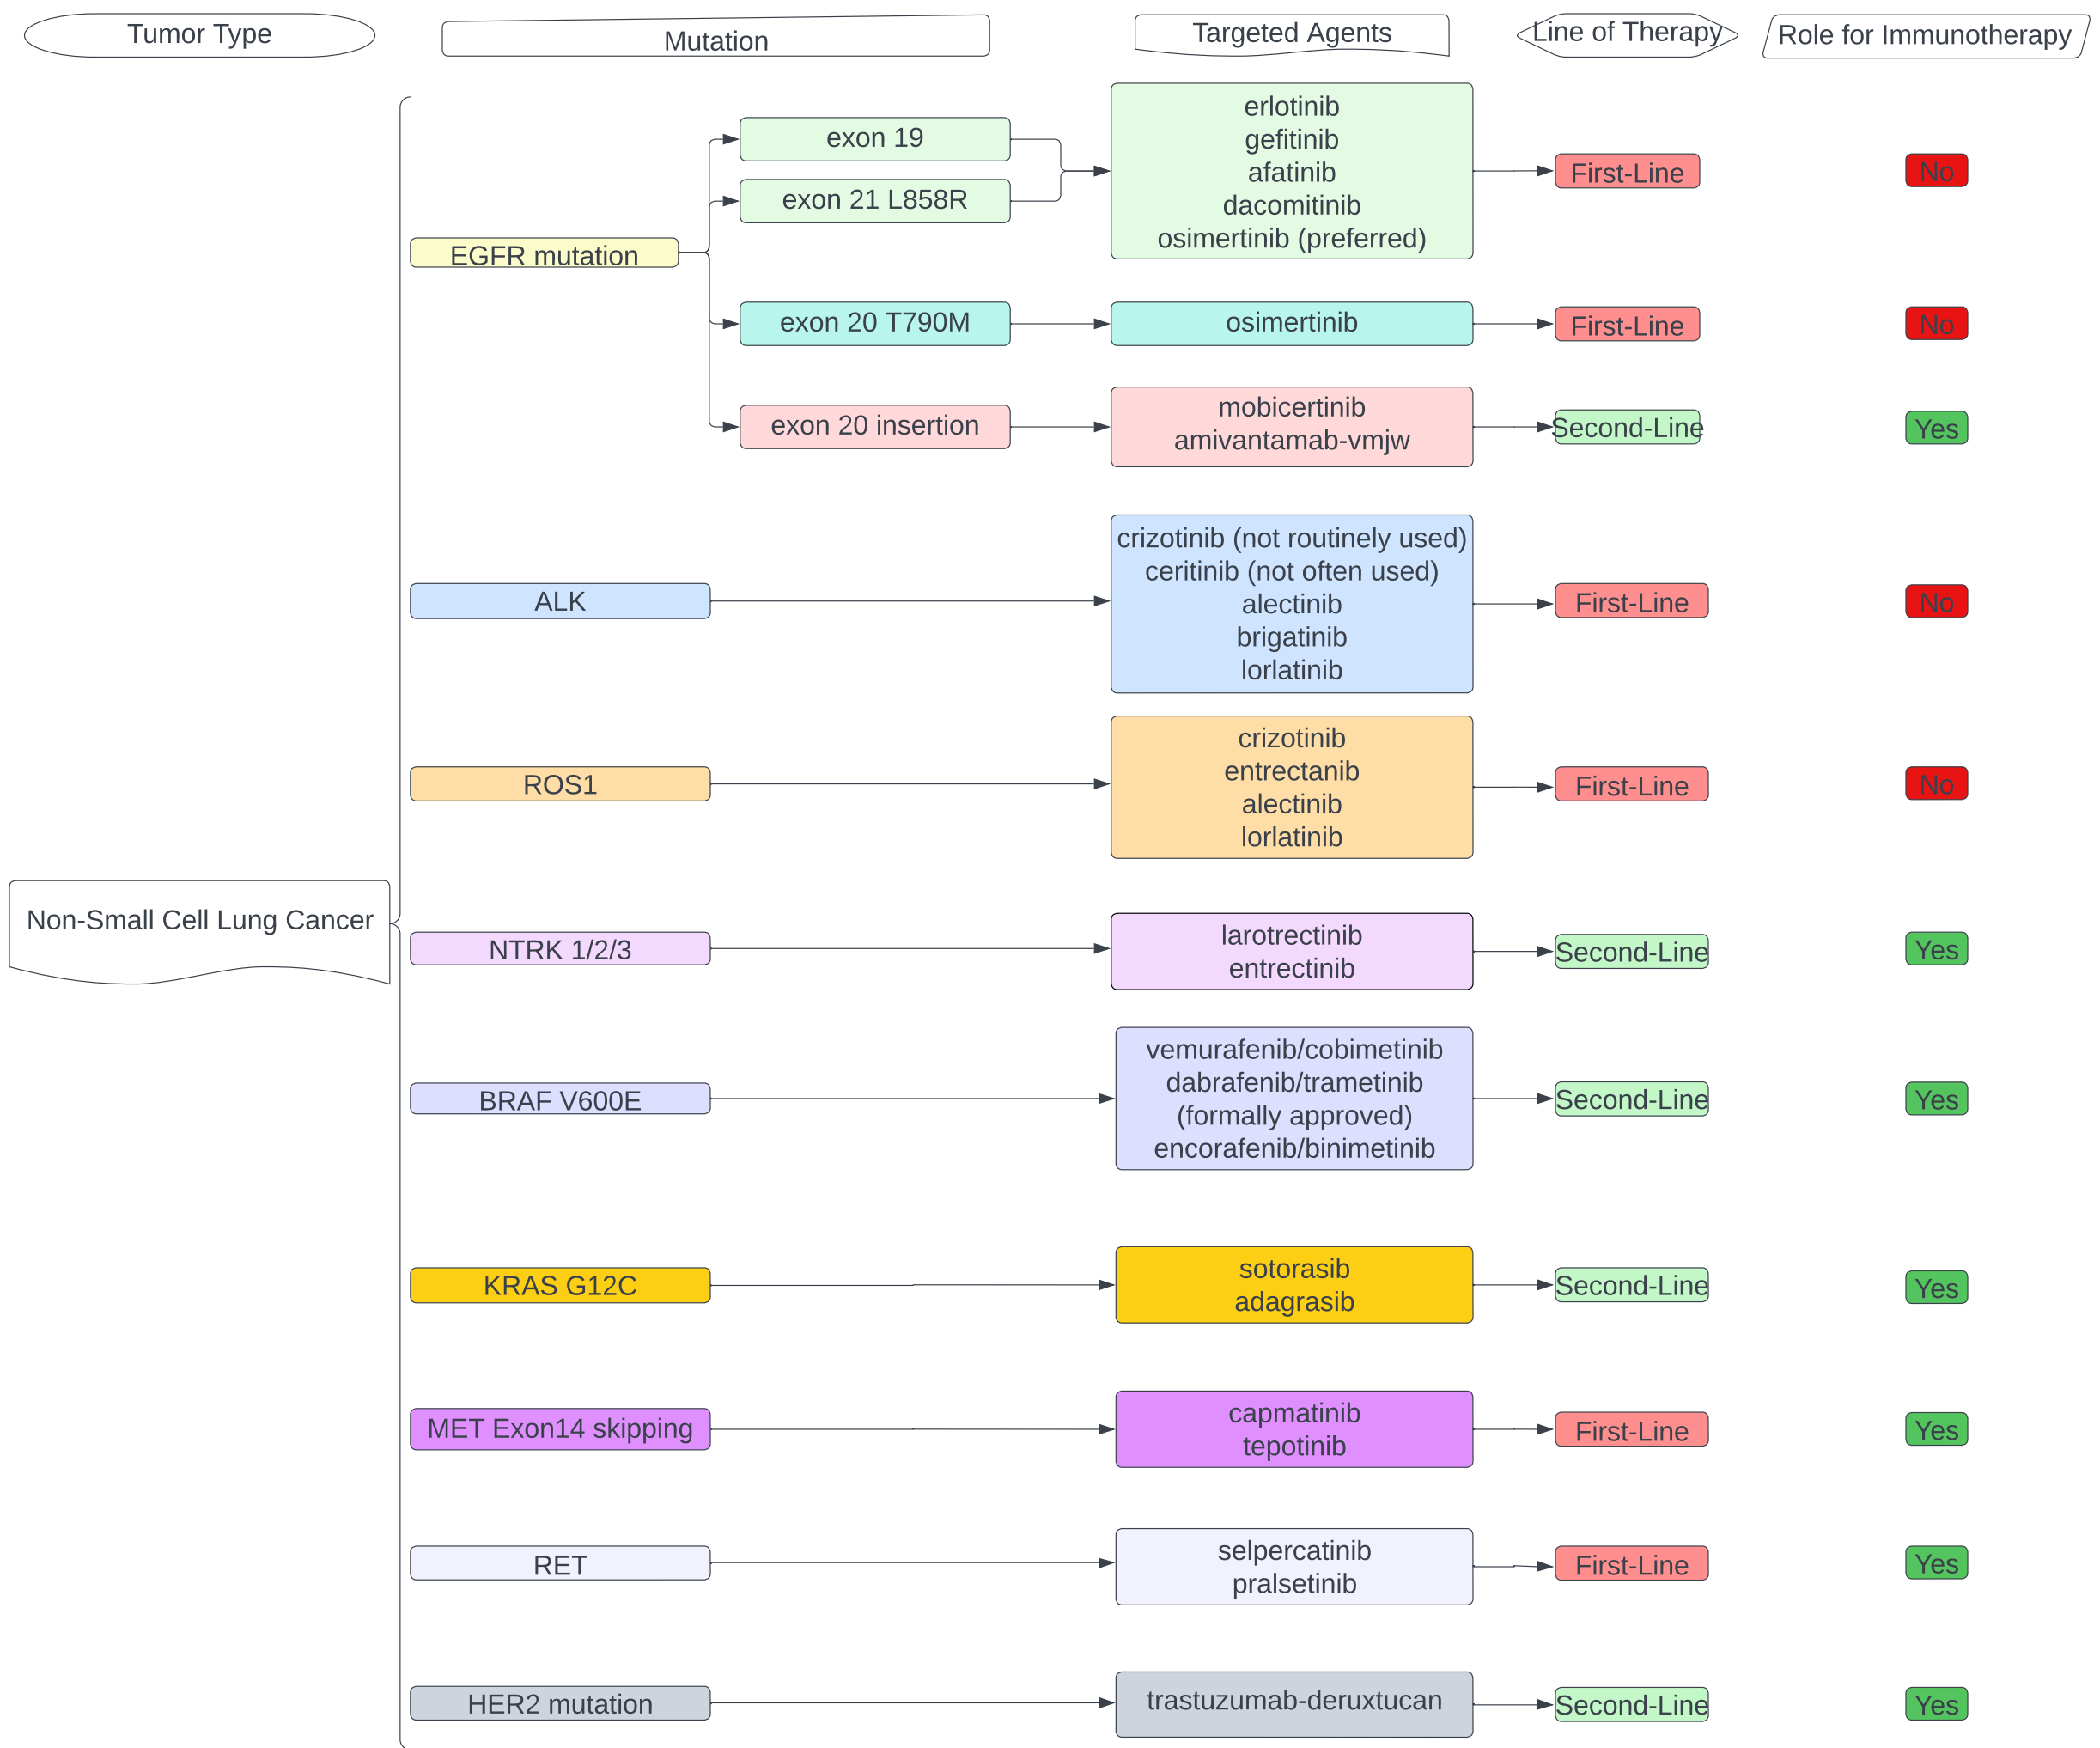 Tumor Type
Mutation
Targeted Agents
Line of Therapy
Role for Immunotherapy
Non-Small Cell Lung Cancer
EGFR mutation
exon 19
exon 21 L858R
erlotinib
gefitinib
afatinib
dacomitinib
osimertinib (preferred)
First-Line
No
exon 20 T790M
osimertinib
First-Line
No
exon 20 insertion
mobicertinib
amivantamab-vmjw
Second-Line
Yes
ALK
crizotinib (not routinely used)
ceritinib (not often used)
alectinib
brigatinib
lorlatinib
First-Line
No
ROS1
crizotinib
entrectanib
alectinib
lorlatinib
First-Line
No
NTRK 1/2/3
larotrectinib
entrectinib
Second-Line
Yes
BRAF V600E
vemurafenib/cobimetinib
dabrafenib/trametinib
(formally approved)
encorafenib/binimetinib
Second-Line
Yes
KRAS G12C
sotorasib
adagrasib
Second-Line
Yes
MET Exon14 skipping
capmatinib
tepotinib
First-Line
Yes
RET
selpercatinib
pralsetinib
First-Line
Yes
HER2 mutation
trastuzumab-deruxtucan
Second-Line
Yes